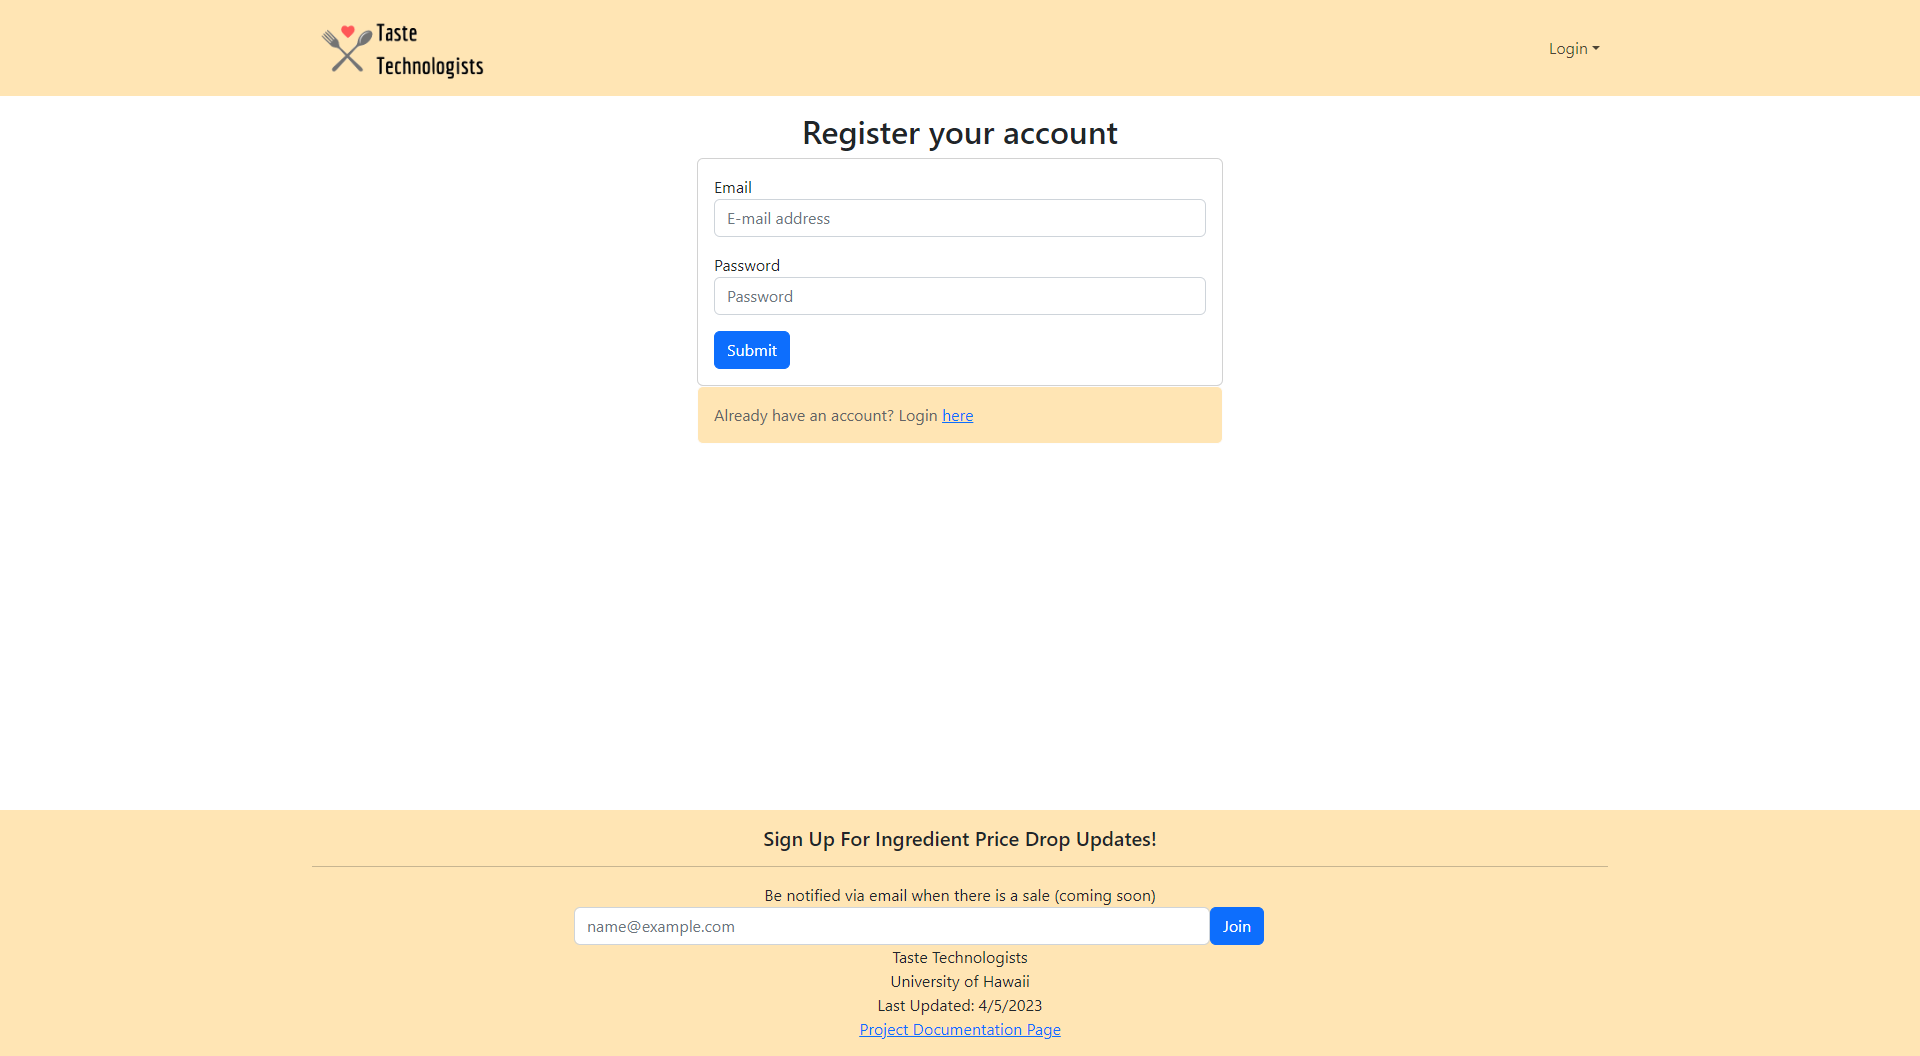 Taste
Technologists
Login
Register your account
Email
E-mail address
Password
Password
Submit
Already have an account? Login here
Sign Up For Ingredient Price Drop Updates!
Be notified via email when there is a sale (coming soon)
name@example.com
Join
Taste Technologists
University of Hawaii
Last Updated: 4/5/2023
Project Documentation Page